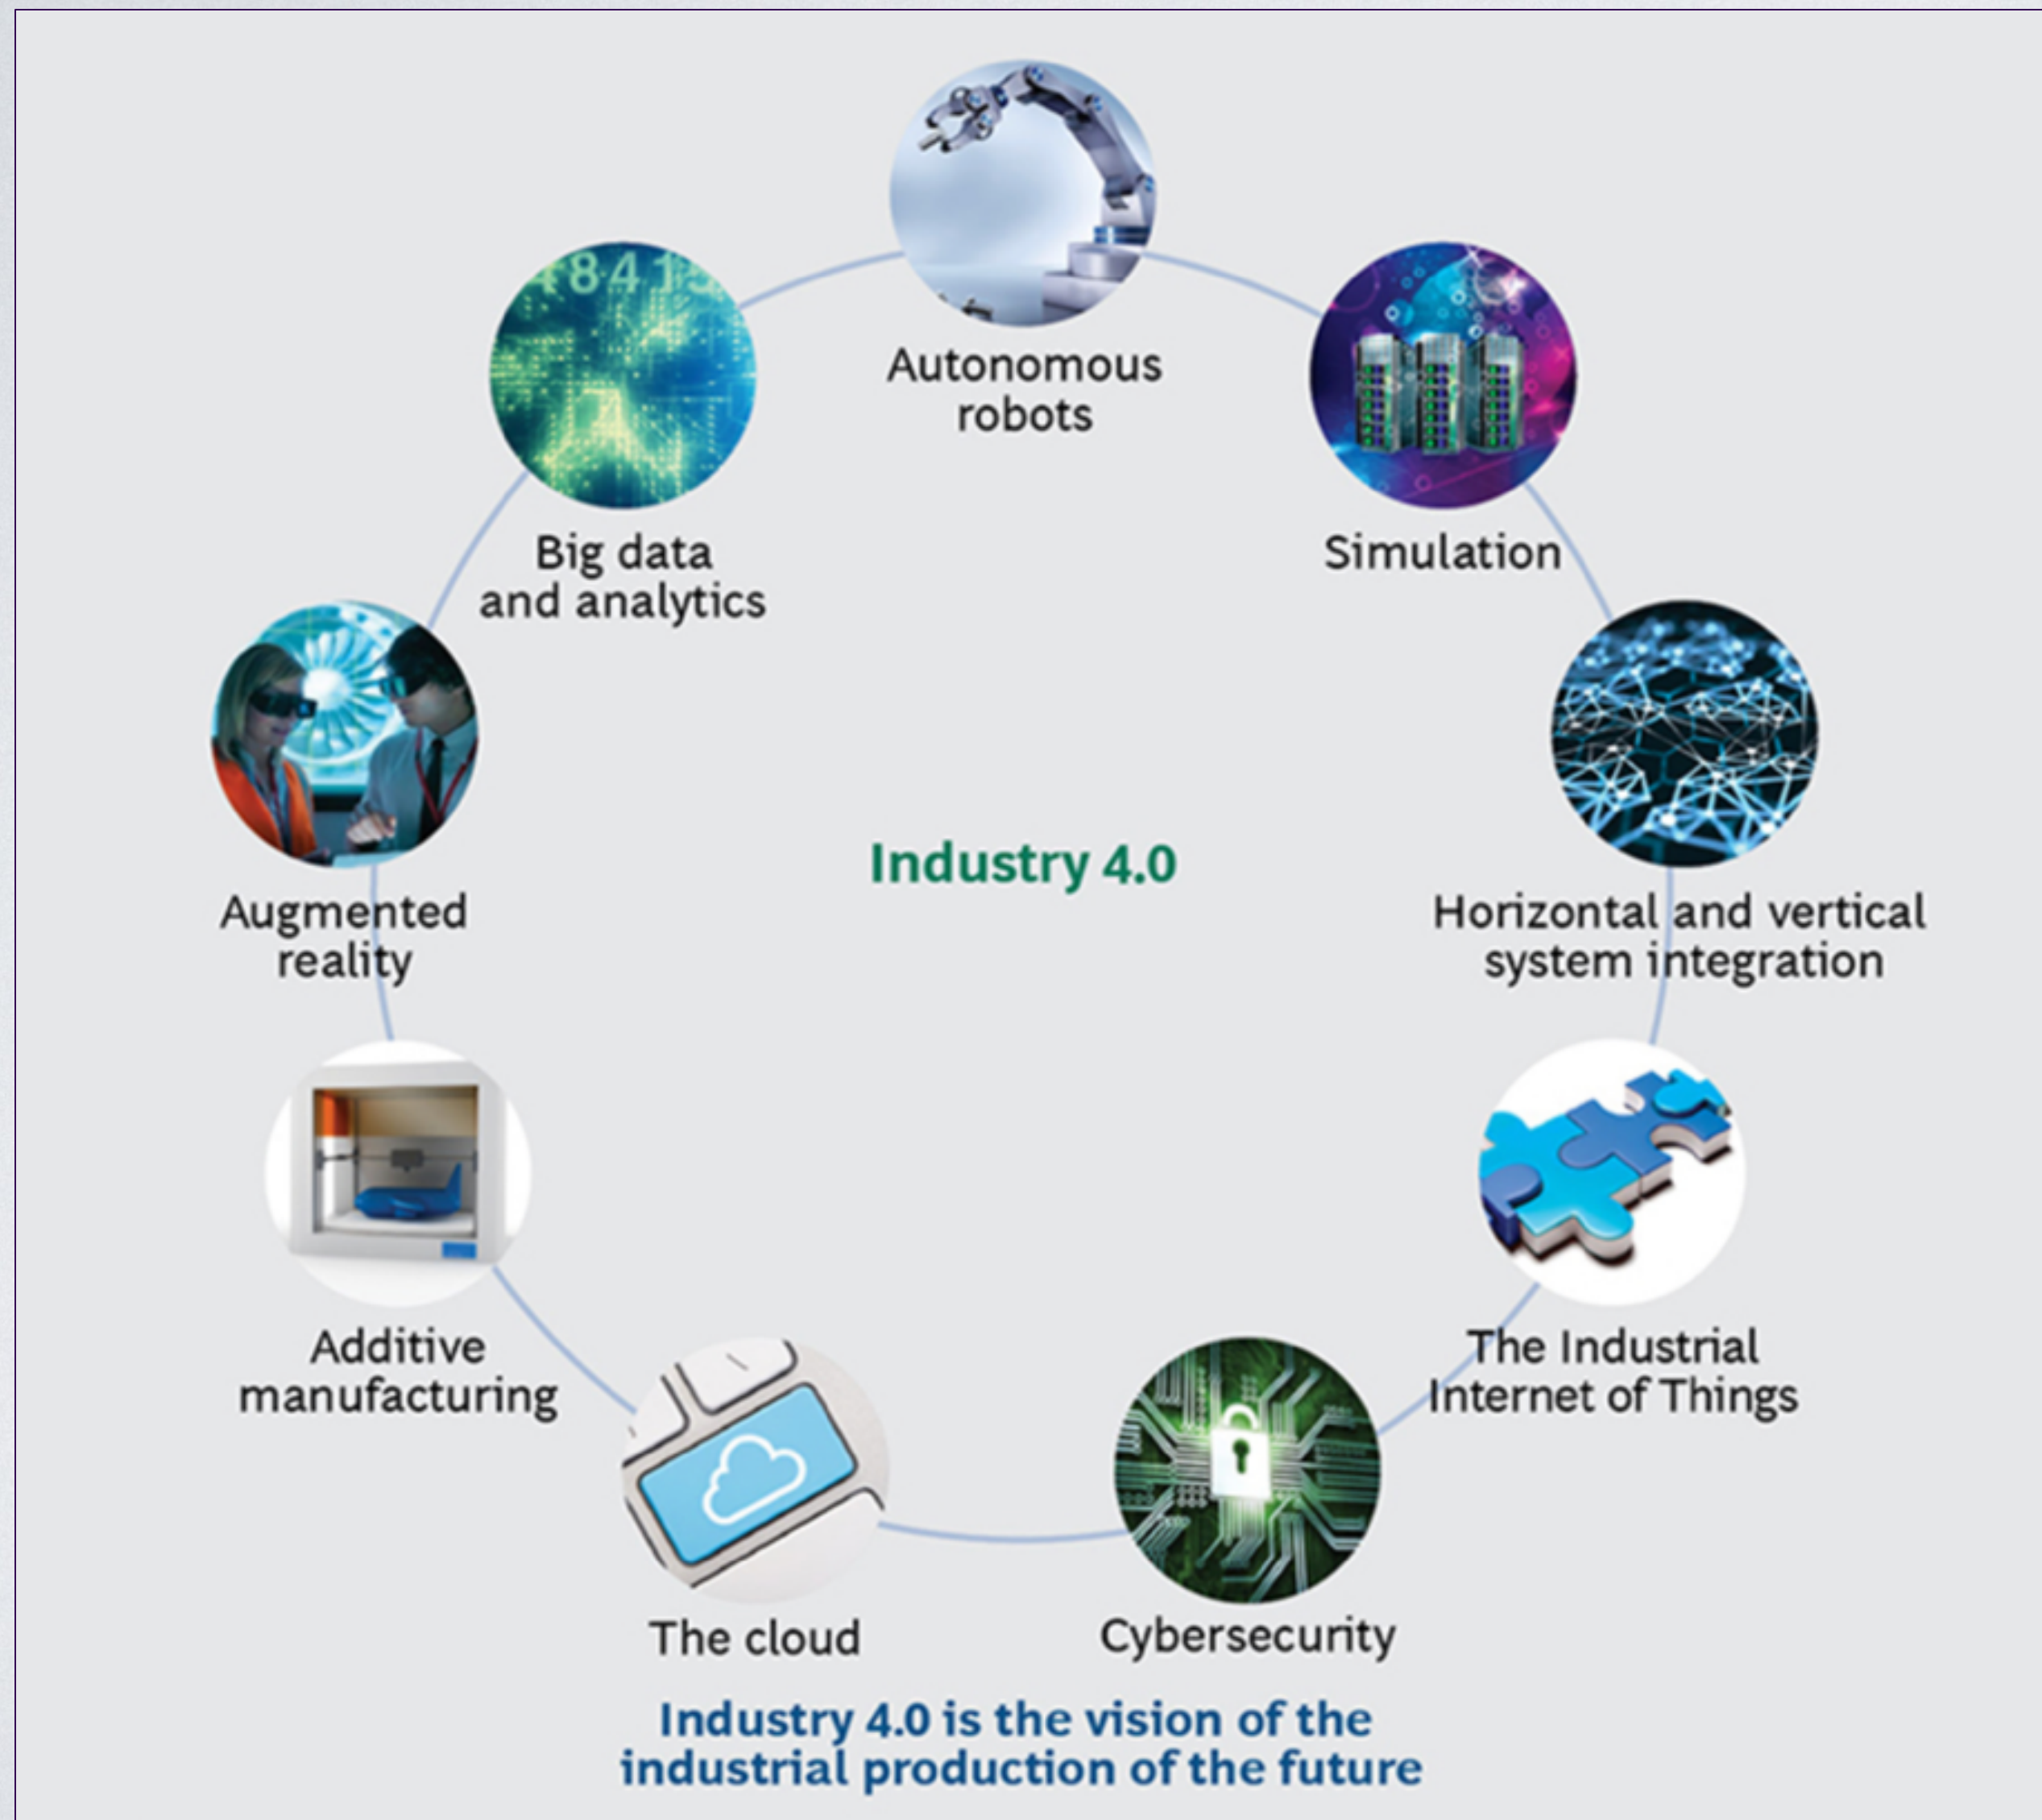 Autonomous
robots
Big data
and analytics
Simulation
Augmented
reality
Industry 4.0
Horizontal and vertical
system integration
Additive
manufacturing
The Industrial
Internet of Things
The cloud
Cybersecurity
Industry 4.0 is the vision of the
industrial production of the future